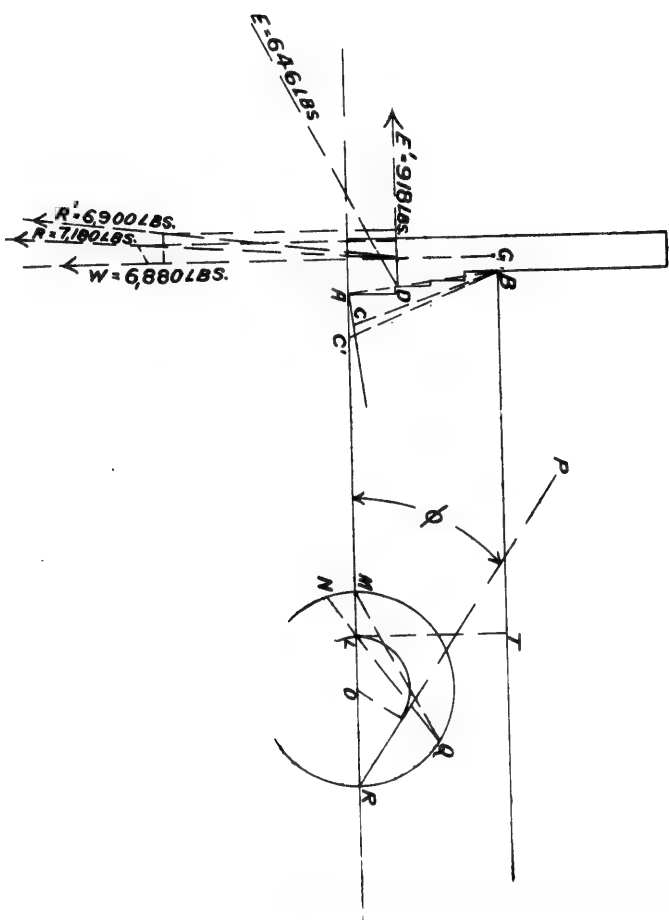 E=646 LBS
E'=918 lbs.
R'=6,900 LBS.
R=7,180 LBS.
W=6,880 LBS.
G
B
D
A
C
C'
P
Φ
N
M
T
L
O
Q
R